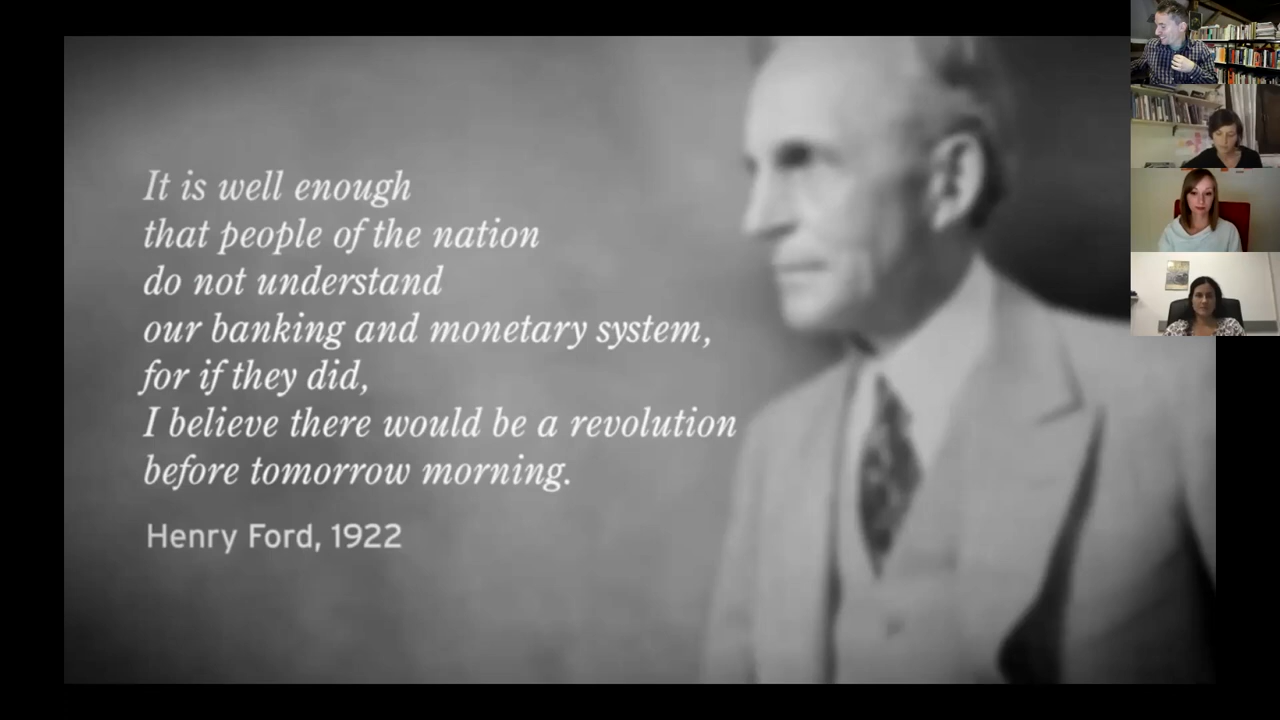 It is well enough
that people of the nation
do not understand
our banking and monetary system,
for if they did,
I believe there would be a revolution
before tomorrow morning.
Henry Ford, 1922